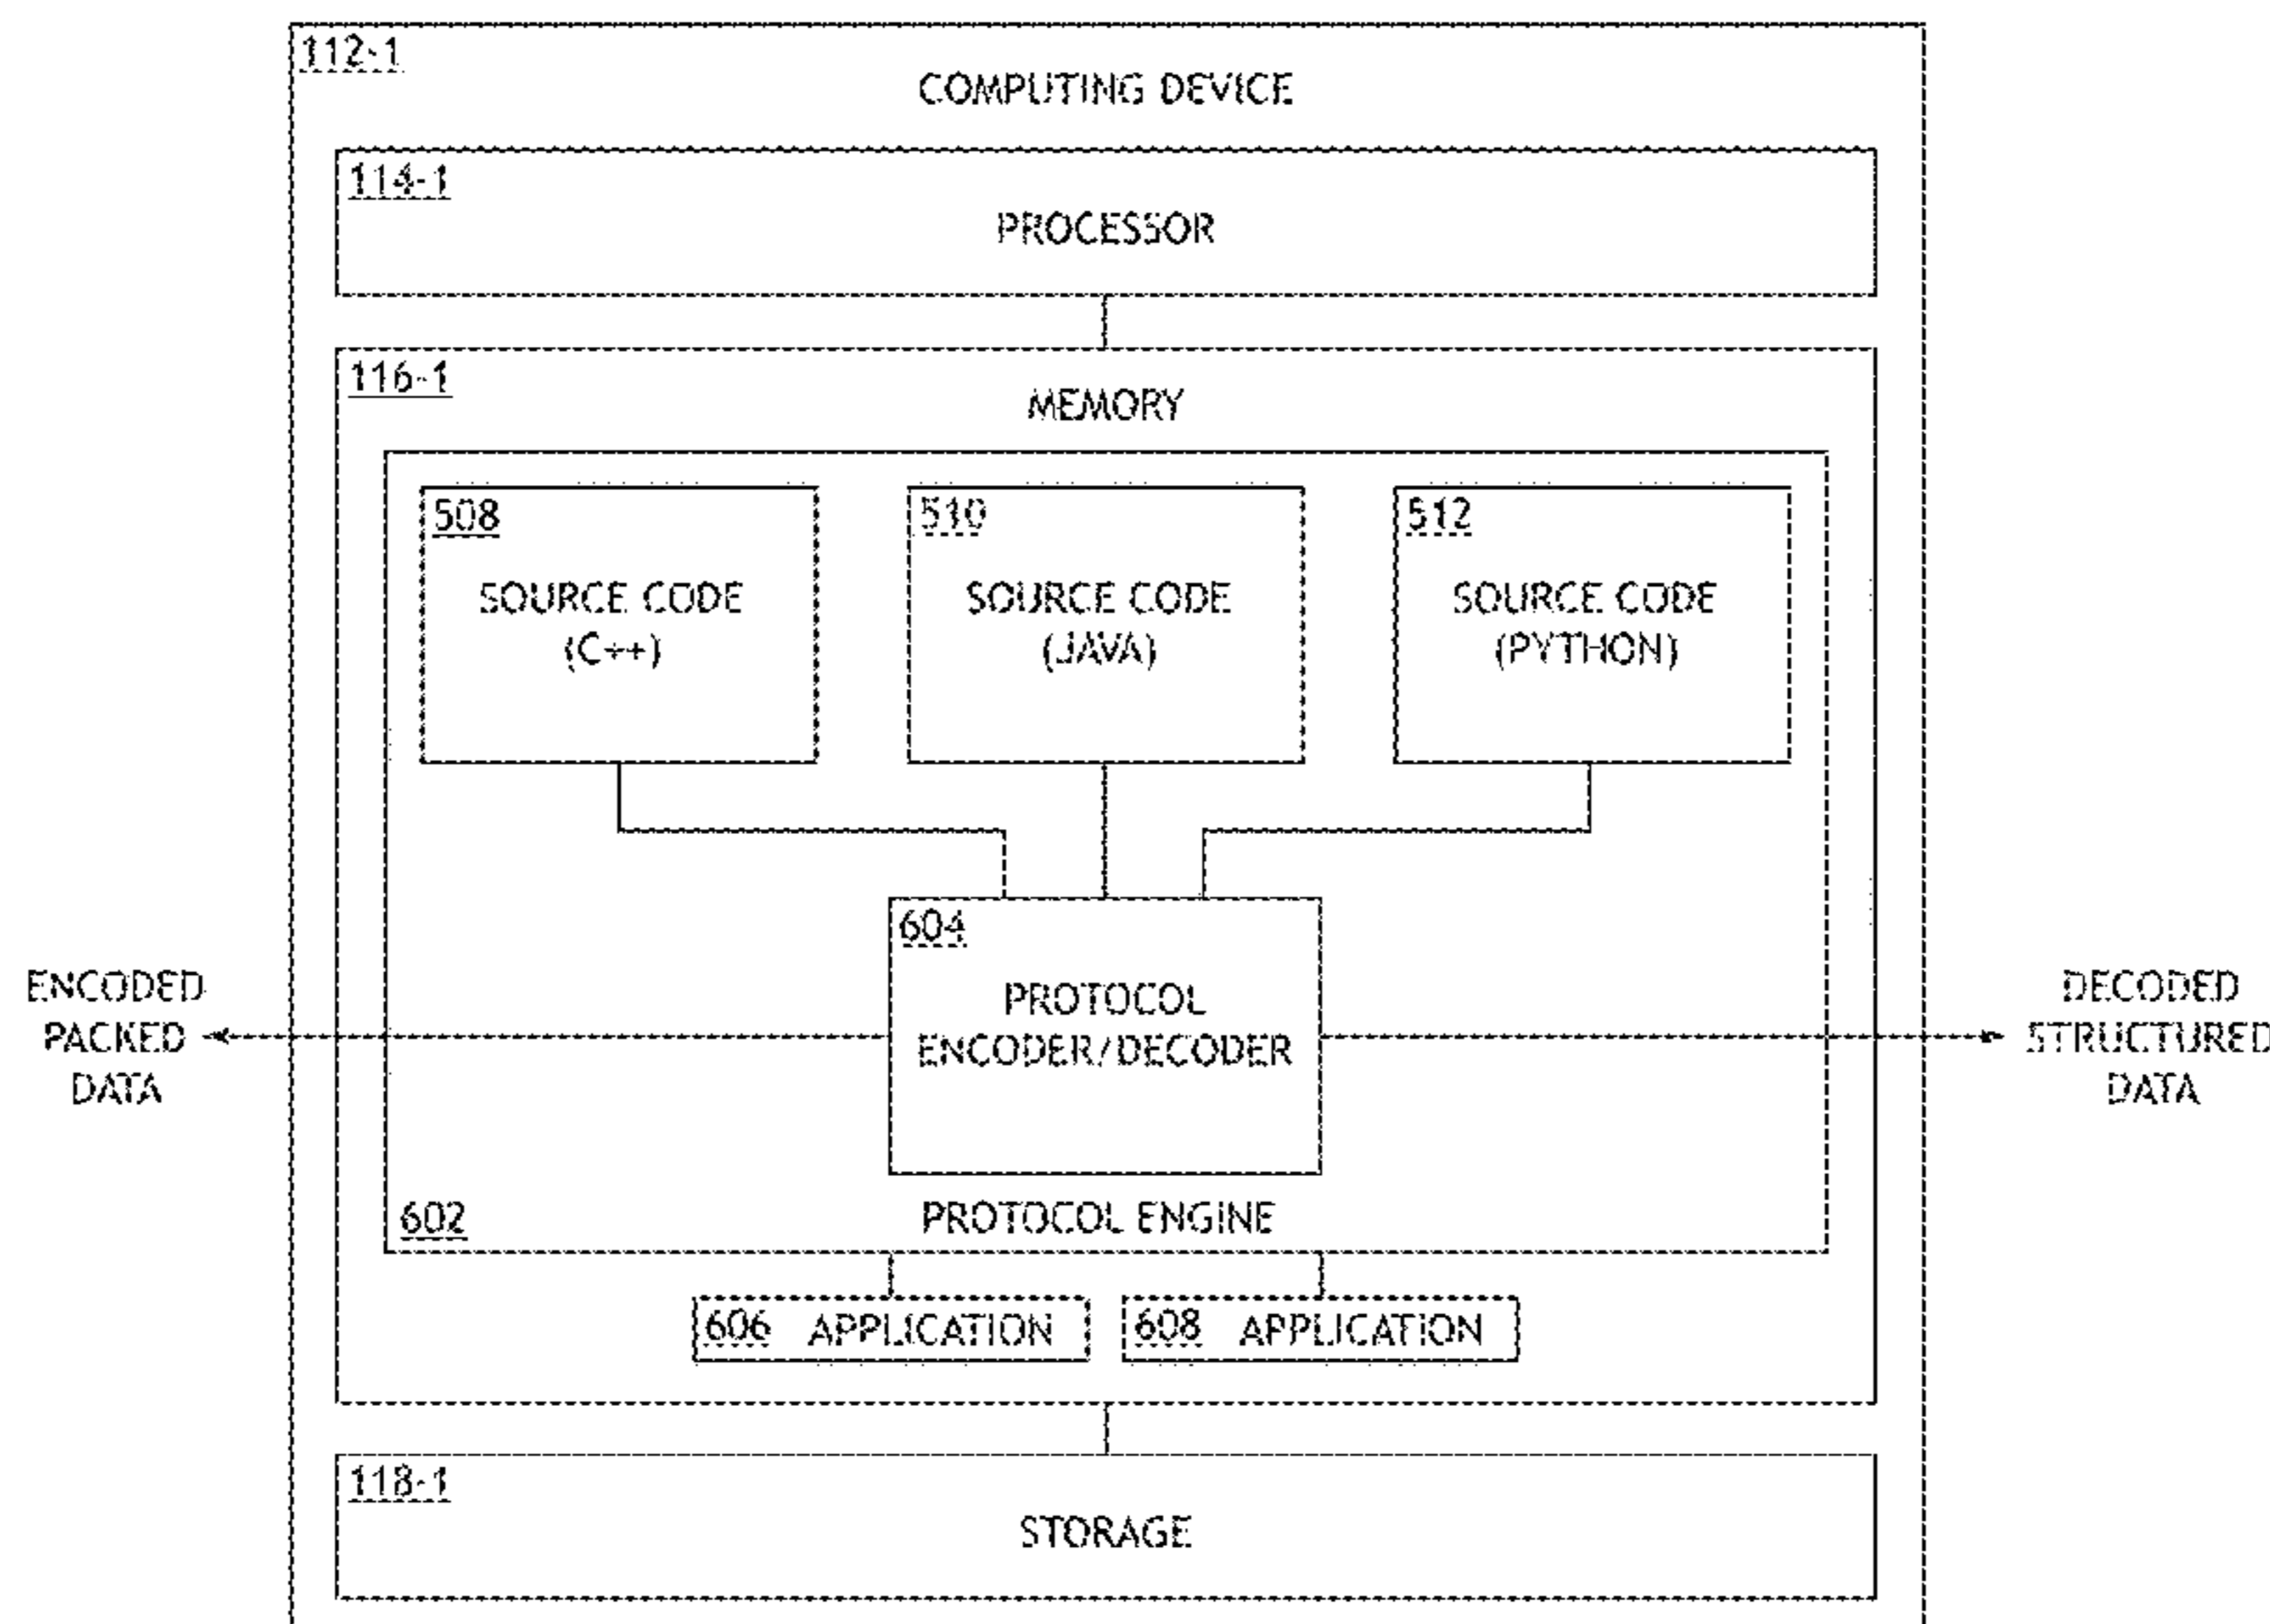 112-1
COMPUTING DEVICE
114-1
PROCESSOR
116-1
MEMORY
508
SOURCE CODE
(C++)
510
SOURCE CODE
(JAVA)
512
SOURCE CODE
(PYTHON)
604
PROTOCOL
ENCODER/DECODER
ENCODED
PACKED
DATA
DECODED
STRUCTURED
DATA
602
PROTOCOL ENGINE
606 APPLICATION
608 APPLICATION
118-1
STORAGE